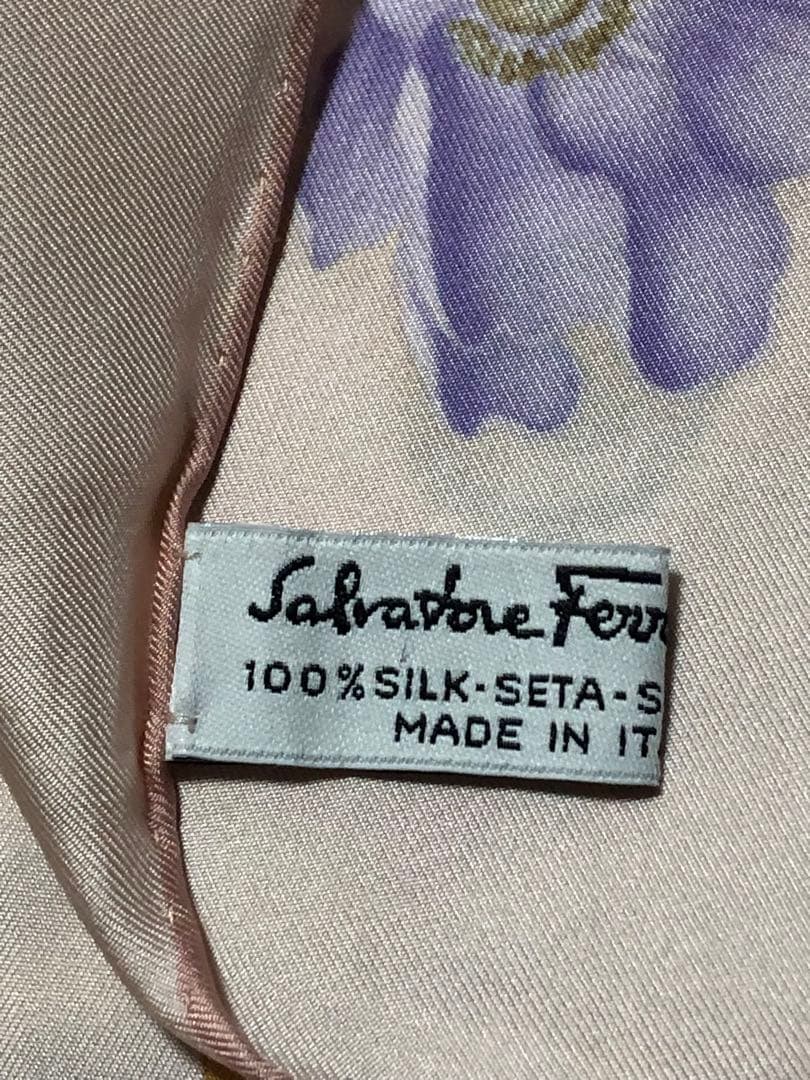 Salvatore Ferr
100% SILK-SETA-S
MADE IN IT